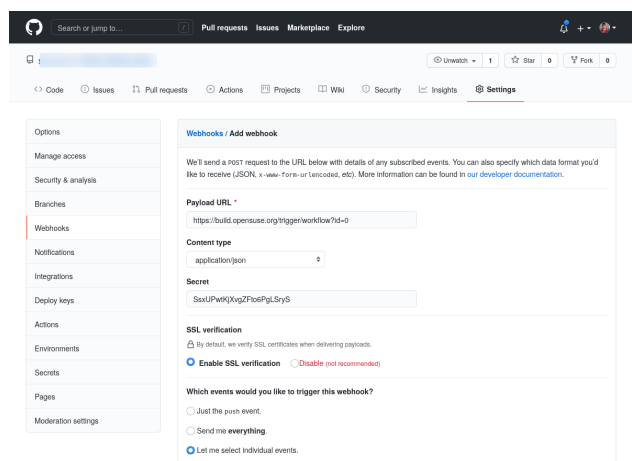 Search or jump to… /
Pull requests Issues Marketplace Explore
Unwatch 1 Star 0 Fork 0
Code Issues Pull requests Actions Projects Wiki Security Insights Settings
Options
Manage access
Security & analysis
Branches
Webhooks
Notifications
Integrations
Deploy keys
Actions
Environments
Secrets
Pages
Moderation settings
Webhooks / Add webhook
We'll send a POST request to the URL below with details of any subscribed events. You can also specify which data format you'd
like to receive (JSON, x-www-form-urlencoded, etc). More information can be found in our developer documentation.
Payload URL *
https://build.opensuse.org/trigger/workflow?id=0
Content type
application/json
Secret
SsxUPwtKjXvgZFto6PgLSryS
SSL verification
By default, we verify SSL certificates when delivering payloads.
Enable SSL verification Disable (not recommended)
Which events would you like to trigger this webhook?
Just the push event.
Send me everything.
Let me select individual events.